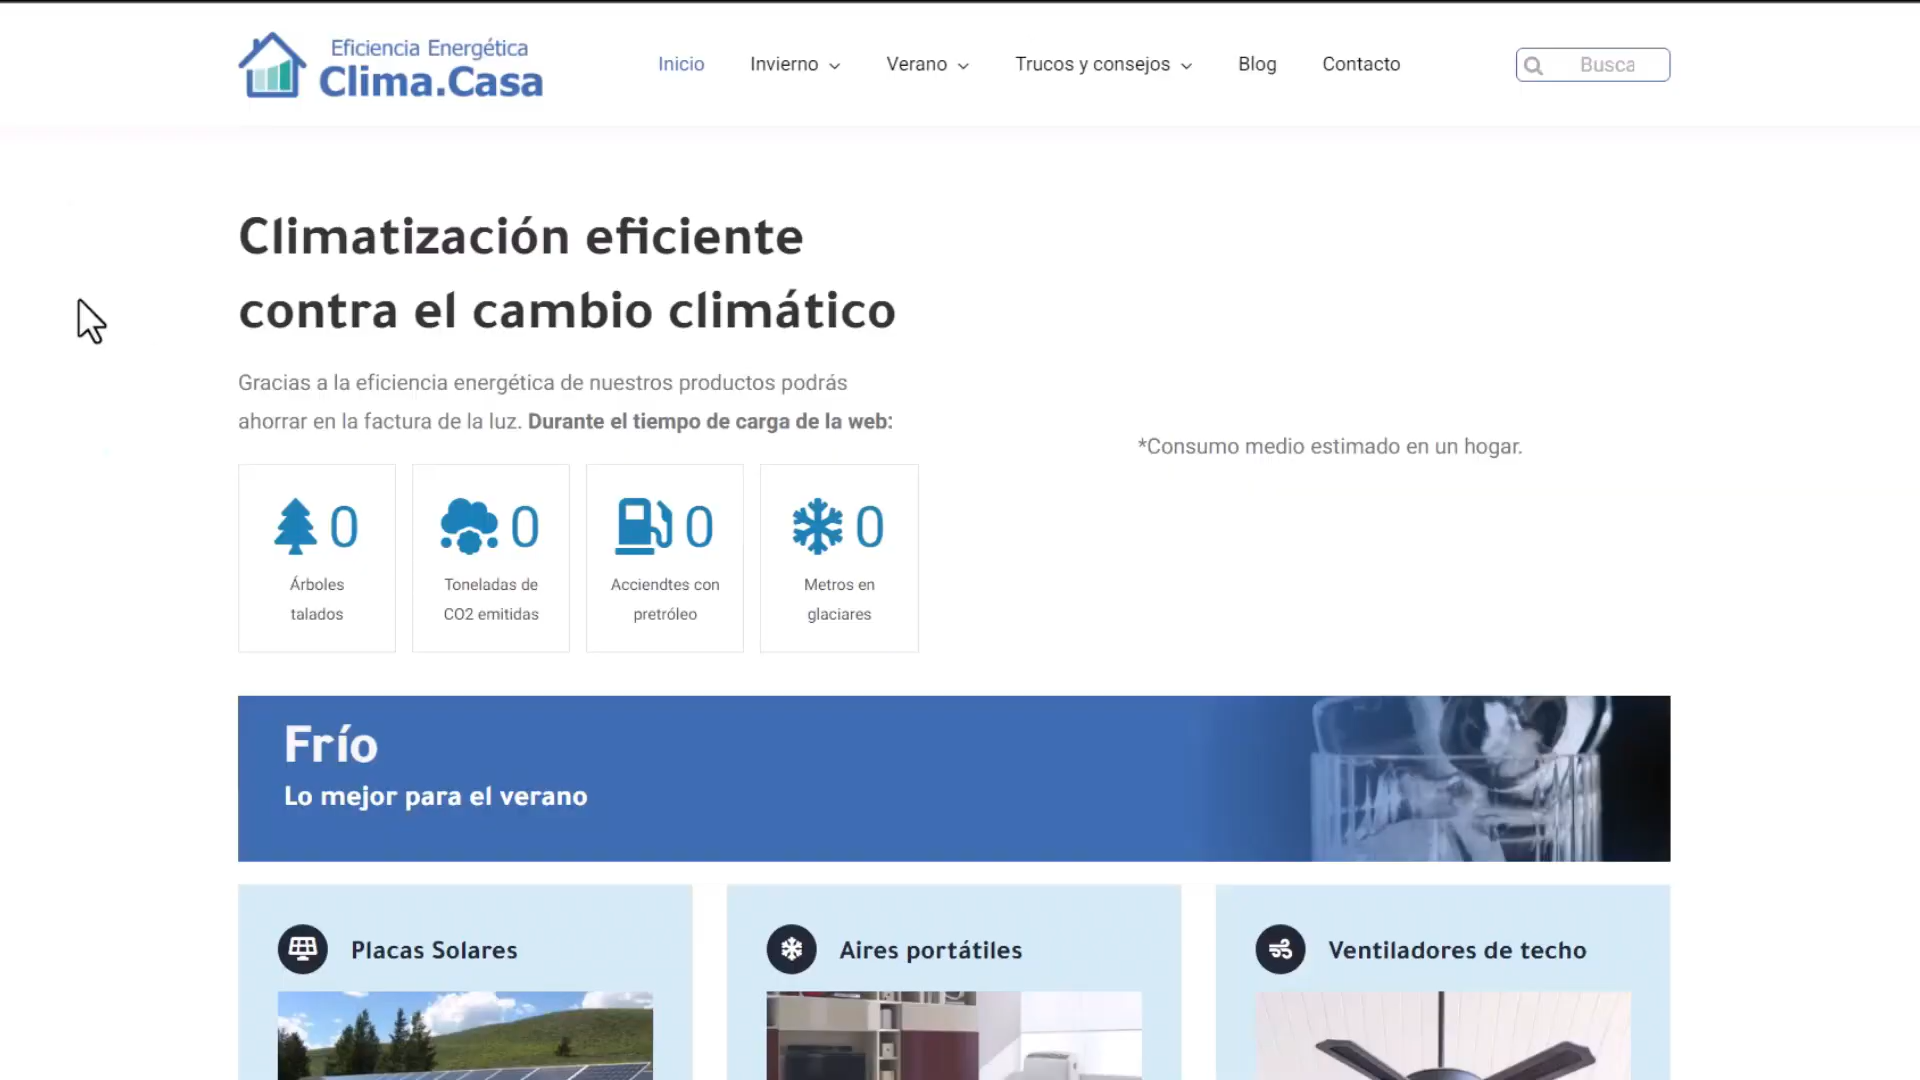 Eficiencia Energética
Clima.Casa
Inicio
Invierno
Verano
Trucos y consejos
Blog
Contacto
Busca
Climatización eficiente
contra el cambio climático
Gracias a la eficiencia energética de nuestros productos podrás
ahorrar en la factura de la luz. Durante el tiempo de carga de la web:
*Consumo medio estimado en un hogar.
0
Árboles
talados
0
Toneladas de
CO2 emitidas
0
Acciendtes con
pretróleo
0
Metros en
glaciares
Frío
Lo mejor para el verano
Placas Solares
Aires portátiles
Ventiladores de techo